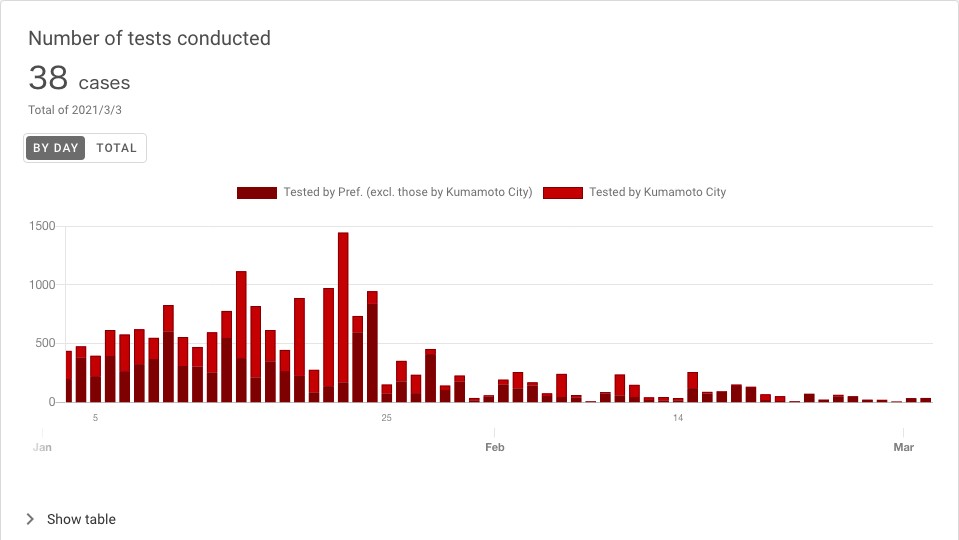 Number of tests conducted
38 cases
Total of 2021/3/3
BY DAY TOTAL
Tested by Pref. (excl. those by Kumamoto City) Tested by Kumamoto City
1500
1000
500
0
5 25 14
Jan Feb Mar
Show table